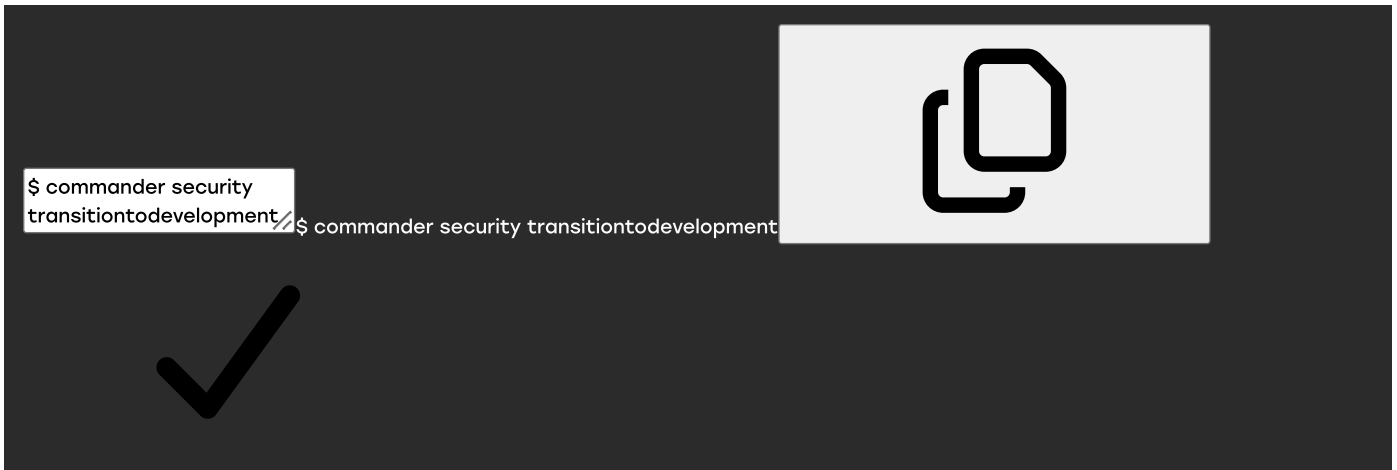 $ commander security
transitiontodevelopment
$ commander security transitiontodevelopment